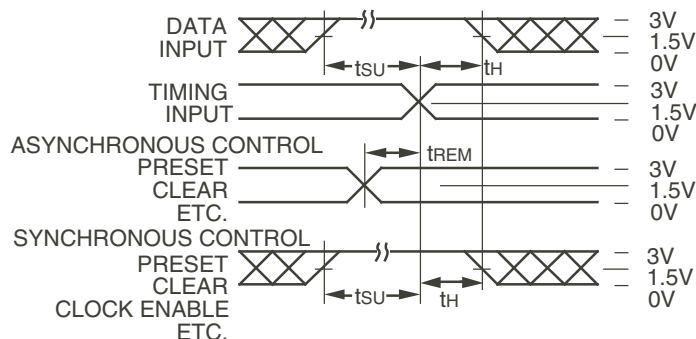 DATA
INPUT
3V
1.5V
0V
tSU
tH
TIMING
INPUT
3V
1.5V
0V
ASYNCHRONOUS CONTROL
PRESET
CLEAR
ETC.
tREM
3V
1.5V
0V
SYNCHRONOUS CONTROL
PRESET
CLEAR
CLOCK ENABLE
ETC.
tSU
tH
3V
1.5V
0V